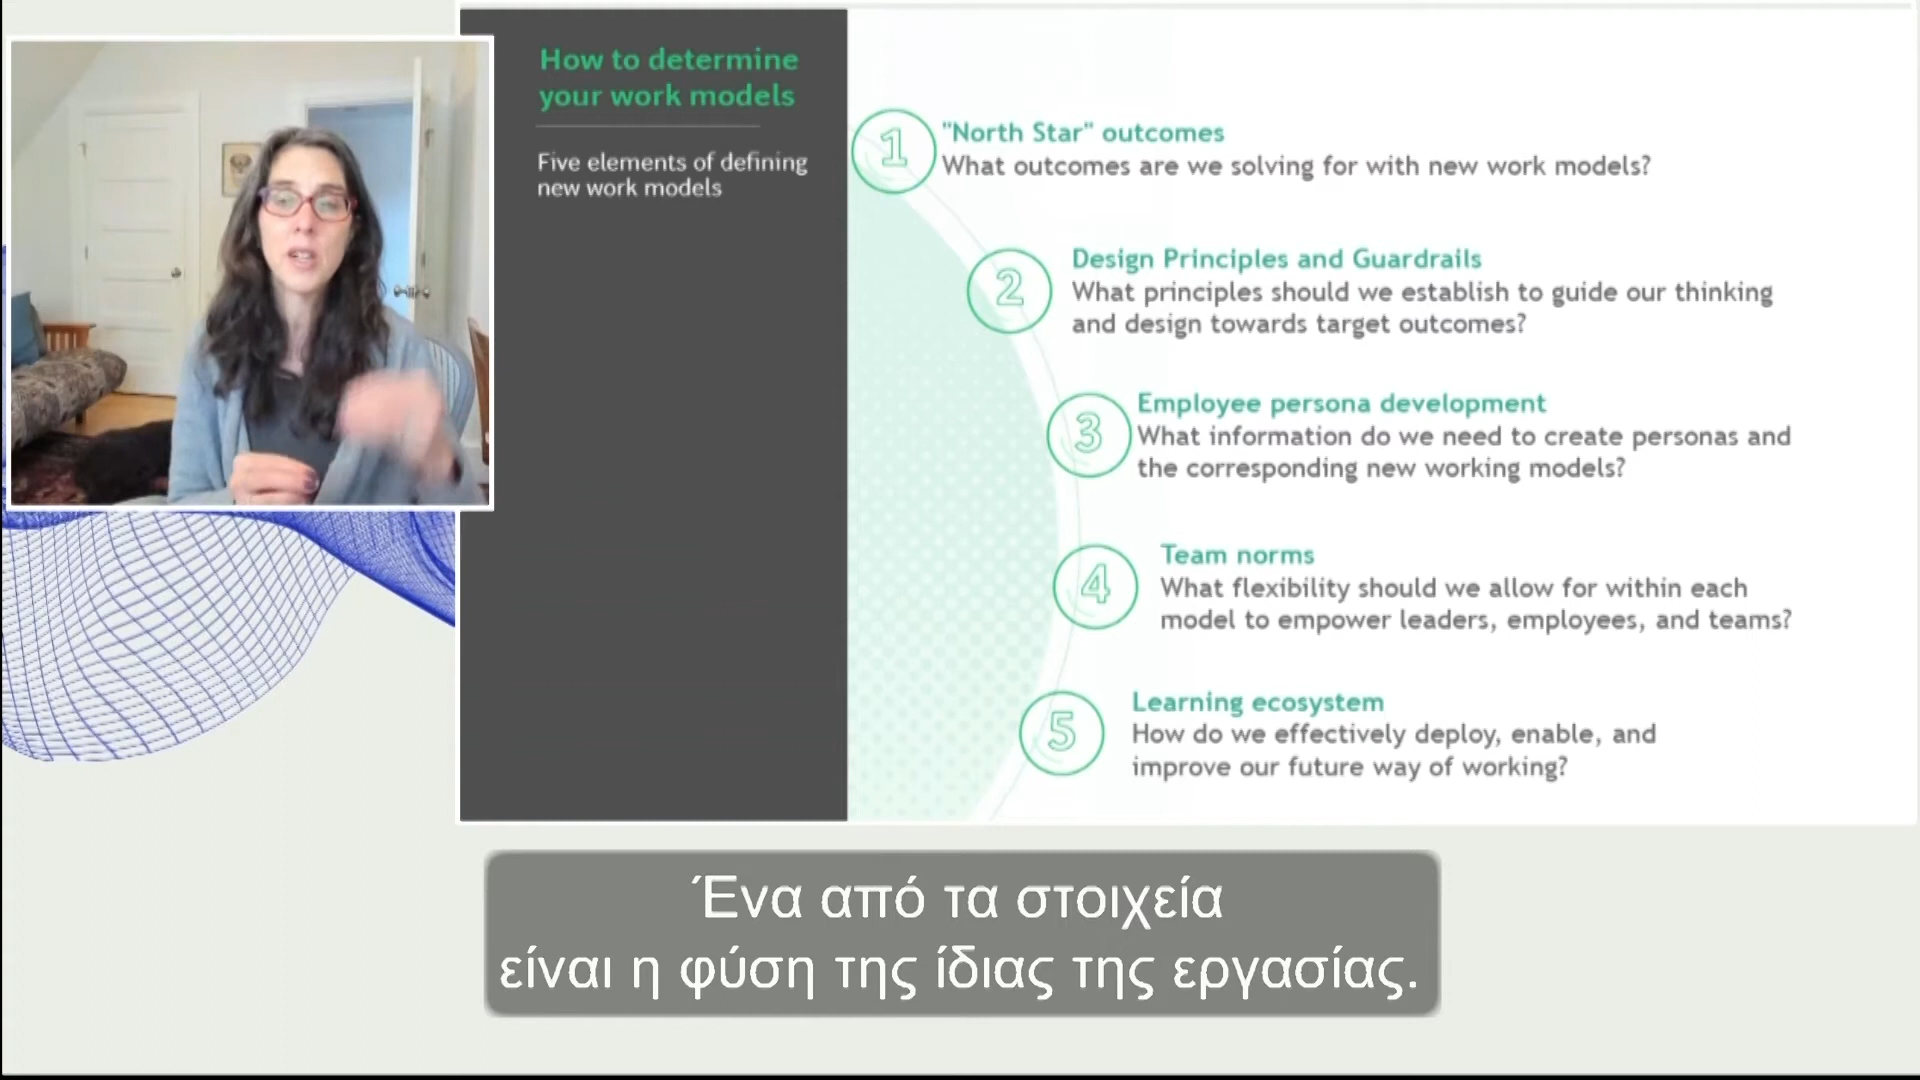 How to determine
your work models
Five elements of defining
new work models
1
"North Star" outcomes
What outcomes are we solving for with new work models?
2
Design Principles and Guardrails
What principles should we establish to guide our thinking
and design towards target outcomes?
3
Employee persona development
What information do we need to create personas and
the corresponding new working models?
4
Team norms
What flexibility should we allow for within each
model to empower leaders, employees, and teams?
5
Learning ecosystem
How do we effectively deploy, enable, and
improve our future way of working?
Ένα από τα στοιχεία
είναι η φύση της ίδιας της εργασίας.